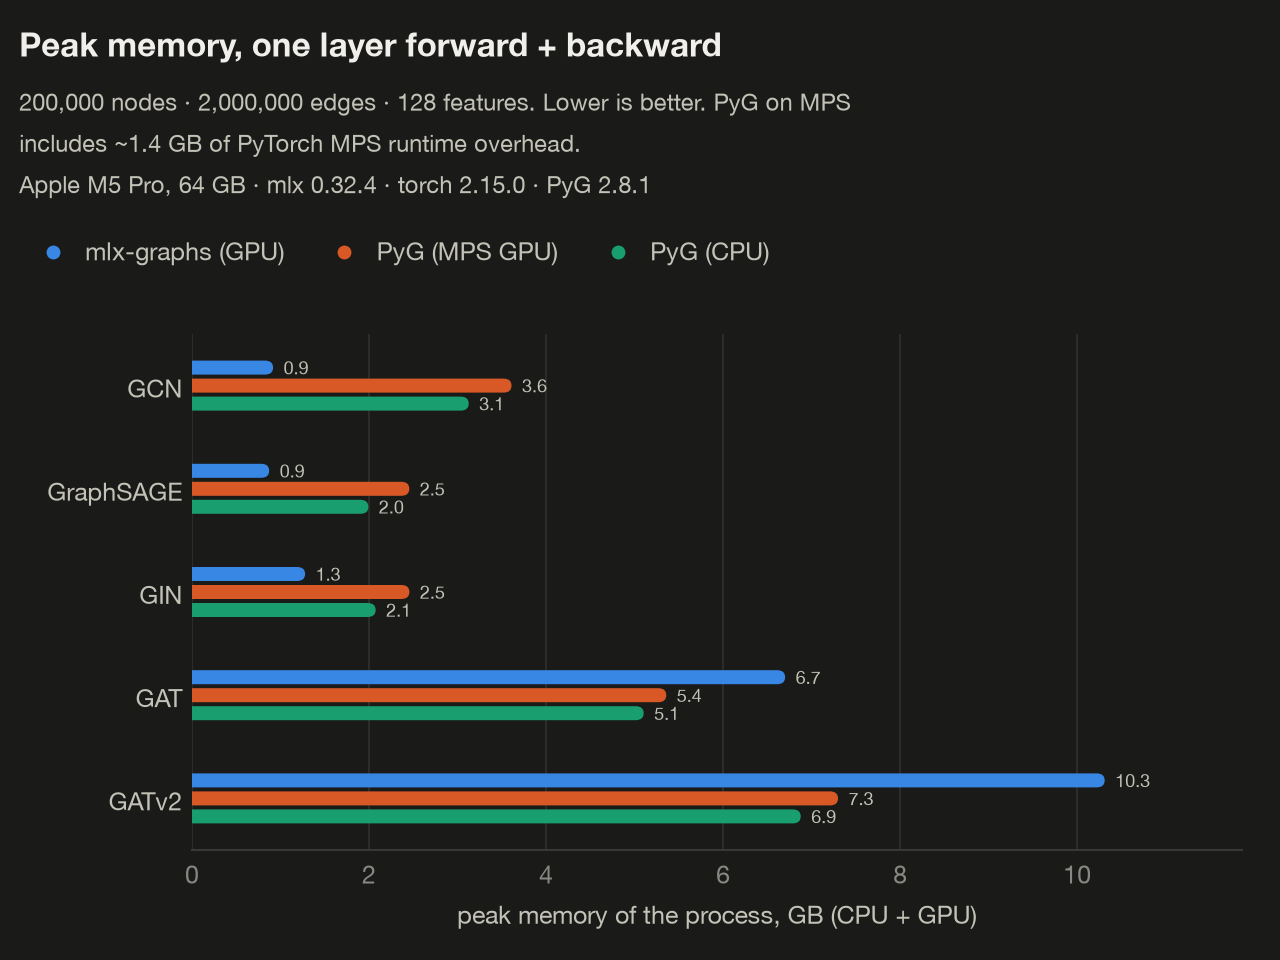 Peak memory, one layer forward + backward
200,000 nodes · 2,000,000 edges · 128 features. Lower is better. PyG on MPS
includes ~1.4 GB of PyTorch MPS runtime overhead.
Apple M5 Pro, 64 GB · mlx 0.32.4 · torch 2.15.0 · PyG 2.8.1
mlx-graphs (GPU) PyG (MPS GPU) PyG (CPU)
0.9
GCN 3.6
3.1
0.9
GraphSAGE 2.5
2.0
1.3
GIN 2.5
2.1
6.7
GAT 5.4
5.1
10.3
GATv2 7.3
6.9
0 2 4 6 8 10
peak memory of the process, GB (CPU + GPU)